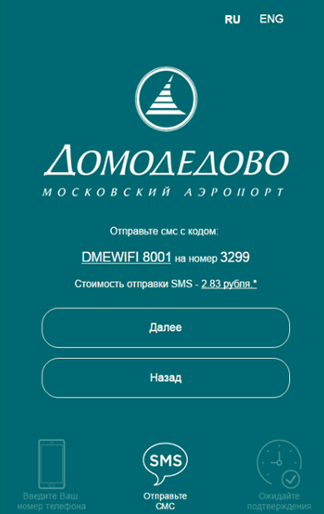 RU ENG
ДОМОДЕДОВО
МОСКОВСКИЙ АЭРОПОРТ
Отправьте смс с кодом:
DMEWIFI 8001 на номер 3299
Стоимость отправки SMS - 2.83 рубля *
Далее
Назад
SMS
Введите Ваш
номер телефона
Отправьте
СМС
Ожидайте
подтверждения